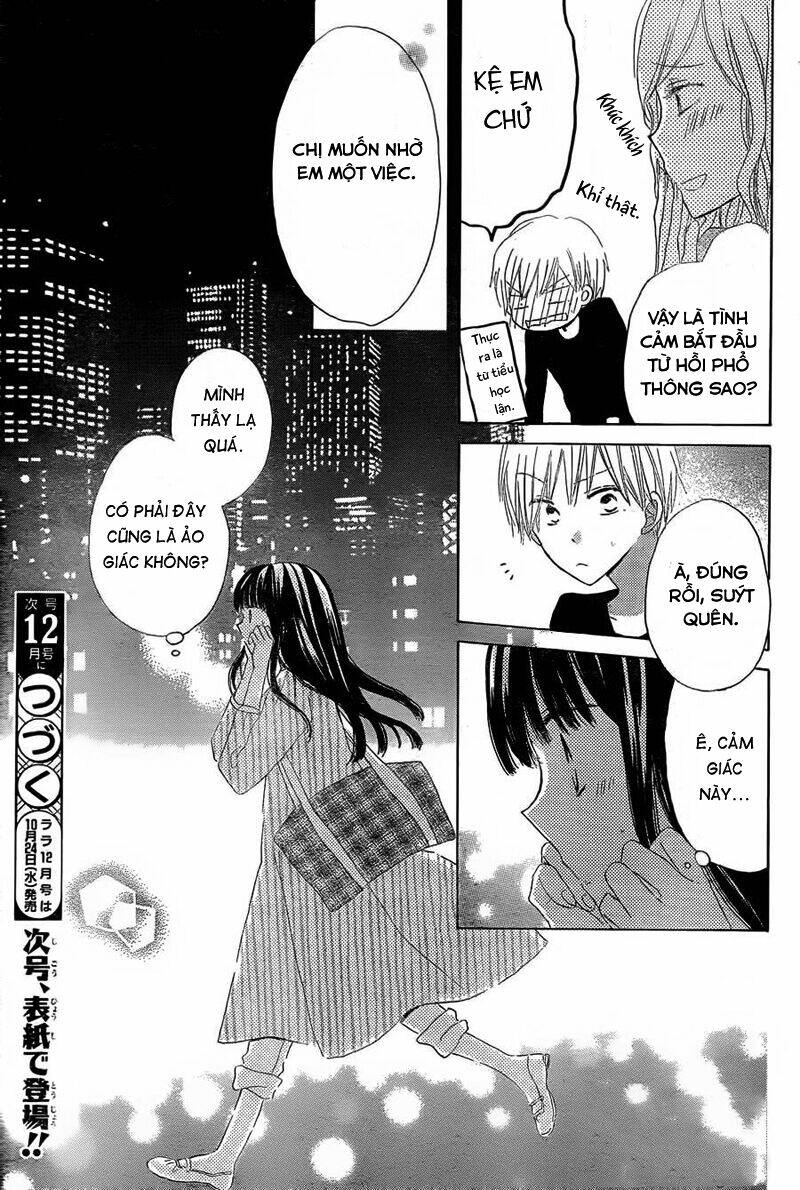 VẬY LÀ TÌNH
CẢM BẮT ĐẦU
TỪ HỒI PHỔ
THÔNG SAO?
Khúc khích
Khỉ thật.
KỆ EM
CHỨ
Thực
ra là
từ tiểu
học
lận.
À, ĐÚNG
RỒI, SUÝT
QUÊN.
CHỊ MUỐN NHỜ
EM MỘT VIỆC.
Ê, CẢM
GIÁC
NÀY...
MÌNH
THẤY LẠ
QUÁ.
CÓ PHẢI ĐÂY
CŨNG LÀ ẢO
GIÁC KHÔNG?
次号
12
月号に
つづく
ララ12月号は
10月24日(水)発売
次号、表紙で登場!!